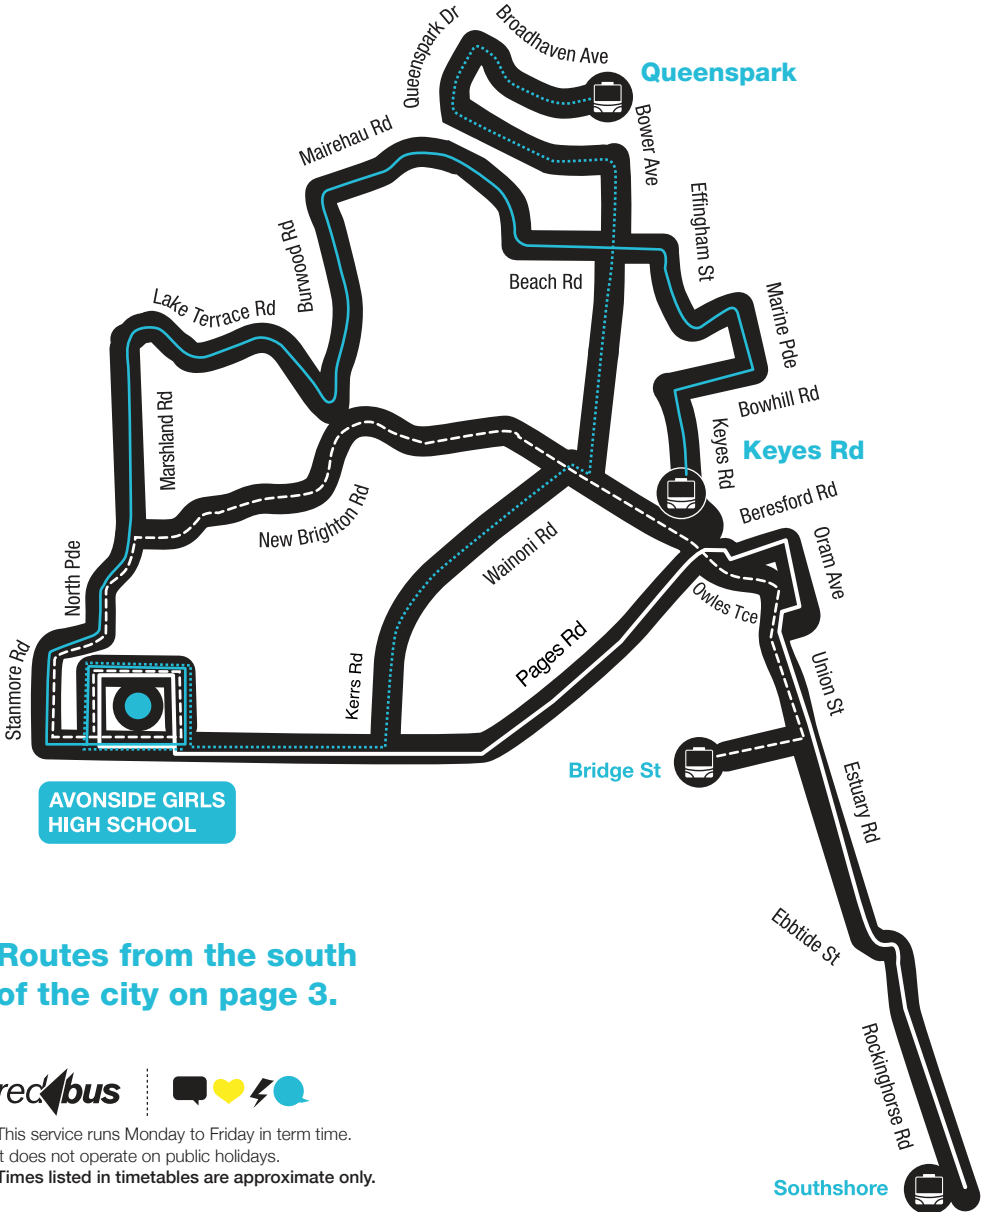 Queenspark Dr
Broadhaven Ave
Queenspark
Bower Ave
Mairehau Rd
Effingham St
Burwood Rd
Beach Rd
Lake Terrace Rd
Marine Pde
Bowhill Rd
Marshland Rd
Keyes Rd
Keyes Rd
Beresford Rd
New Brighton Rd
Wainoni Rd
Oram Ave
North Pde
Owles Tce
Stanmore Rd
Kerrs Rd
Pages Rd
Union St
Bridge St
Estuary Rd
AVONSIDE GIRLS
HIGH SCHOOL
Ebbtide St
Routes from the south
of the city on page 3.
Rockinghorse Rd
red bus
This service runs Monday to Friday in term time.
It does not operate on public holidays.
Times listed in timetables are approximate only.
Southshore